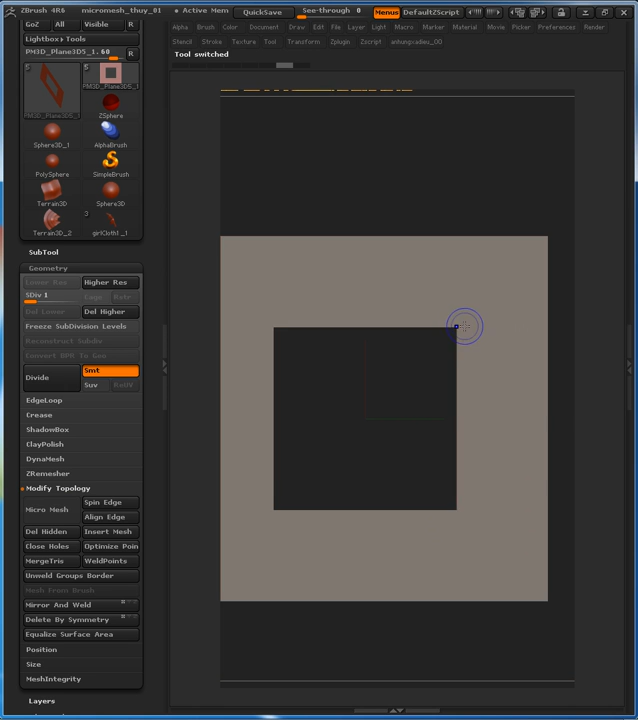 ZBrush 4R6 micromesh_thuy_01 • Active Mem QuickSave See-through 0 Menus DefaultZScript
GoZ All Visible R
Alpha Brush Color Document Draw Edit File Layer Light Macro Marker Material Movie Picture Preferences Render
Stencil Stroke Texture Tool Transform Zplugin Zscript
Lightbox▸Tools
PM3D_Plane3D5_1. 60 R
Tool switched
S
S
PM3D_Plane3D5_1
PM3D_Plane3D5_1
ZSphere
Sphere3D_1
AlphaBrush
PolySphere
SimpleBrush
Terrain3D
Sphere3D
3
Terrain3D_2
girlCloth1_1
SubTool
Geometry
Lower Res Higher Res
SDiv 1 Cage Rstr
Del Lower Del Higher
Freeze SubDivision Levels
Reconstruct Subdiv
Convert BPR To Geo
Divide
Smt
Suv ReUV
EdgeLoop
Crease
ShadowBox
ClayPolish
DynaMesh
ZRemesher
Modify Topology
Micro Mesh
Spin Edge
Align Edge
Del Hidden Insert Mesh
Close Holes Optimize Poin
MergeTris WeldPoints
Unweld Groups Border
Mesh From Brush
Mirror And Weld
Delete By Symmetry
Equalize Surface Area
Position
Size
MeshIntegrity
Layers